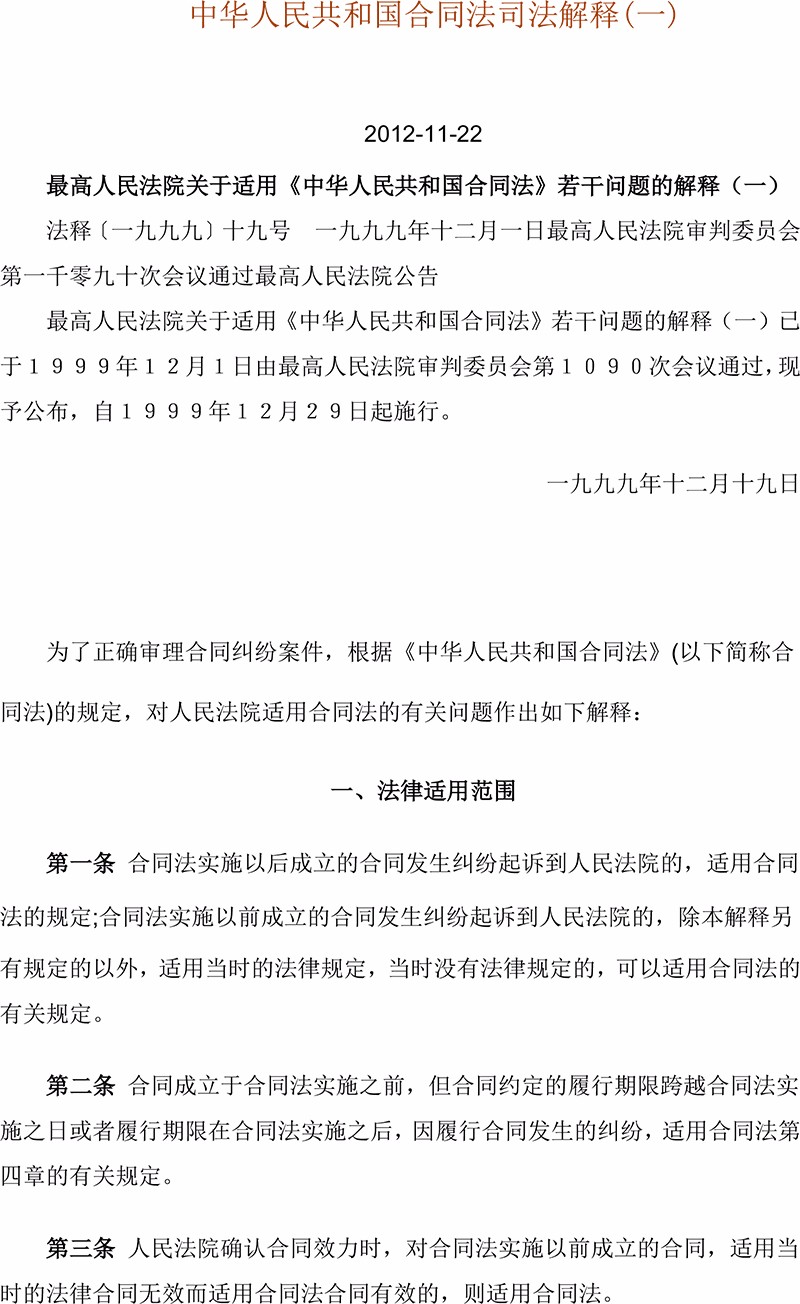 中华人民共和国合同法司法解释(一)
2012-11-22
最高人民法院关于适用《中华人民共和国合同法》若干问题的解释（一）
法释〔一九九九〕十九号　一九九九年十二月一日最高人民法院审判委员会
第一千零九十次会议通过最高人民法院公告
最高人民法院关于适用《中华人民共和国合同法》若干问题的解释（一）已
于１９９９年１２月１日由最高人民法院审判委员会第１０９０次会议通过，现
予公布，自１９９９年１２月２９日起施行。
一九九九年十二月十九日
为了正确审理合同纠纷案件，根据《中华人民共和国合同法》(以下简称合
同法)的规定，对人民法院适用合同法的有关问题作出如下解释：
一、法律适用范围
第一条 合同法实施以后成立的合同发生纠纷起诉到人民法院的，适用合同
法的规定;合同法实施以前成立的合同发生纠纷起诉到人民法院的，除本解释另
有规定的以外，适用当时的法律规定，当时没有法律规定的，可以适用合同法的
有关规定。
第二条 合同成立于合同法实施之前，但合同约定的履行期限跨越合同法实
施之日或者履行期限在合同法实施之后，因履行合同发生的纠纷，适用合同法第
四章的有关规定。
第三条 人民法院确认合同效力时，对合同法实施以前成立的合同，适用当
时的法律合同无效而适用合同法合同有效的，则适用合同法。